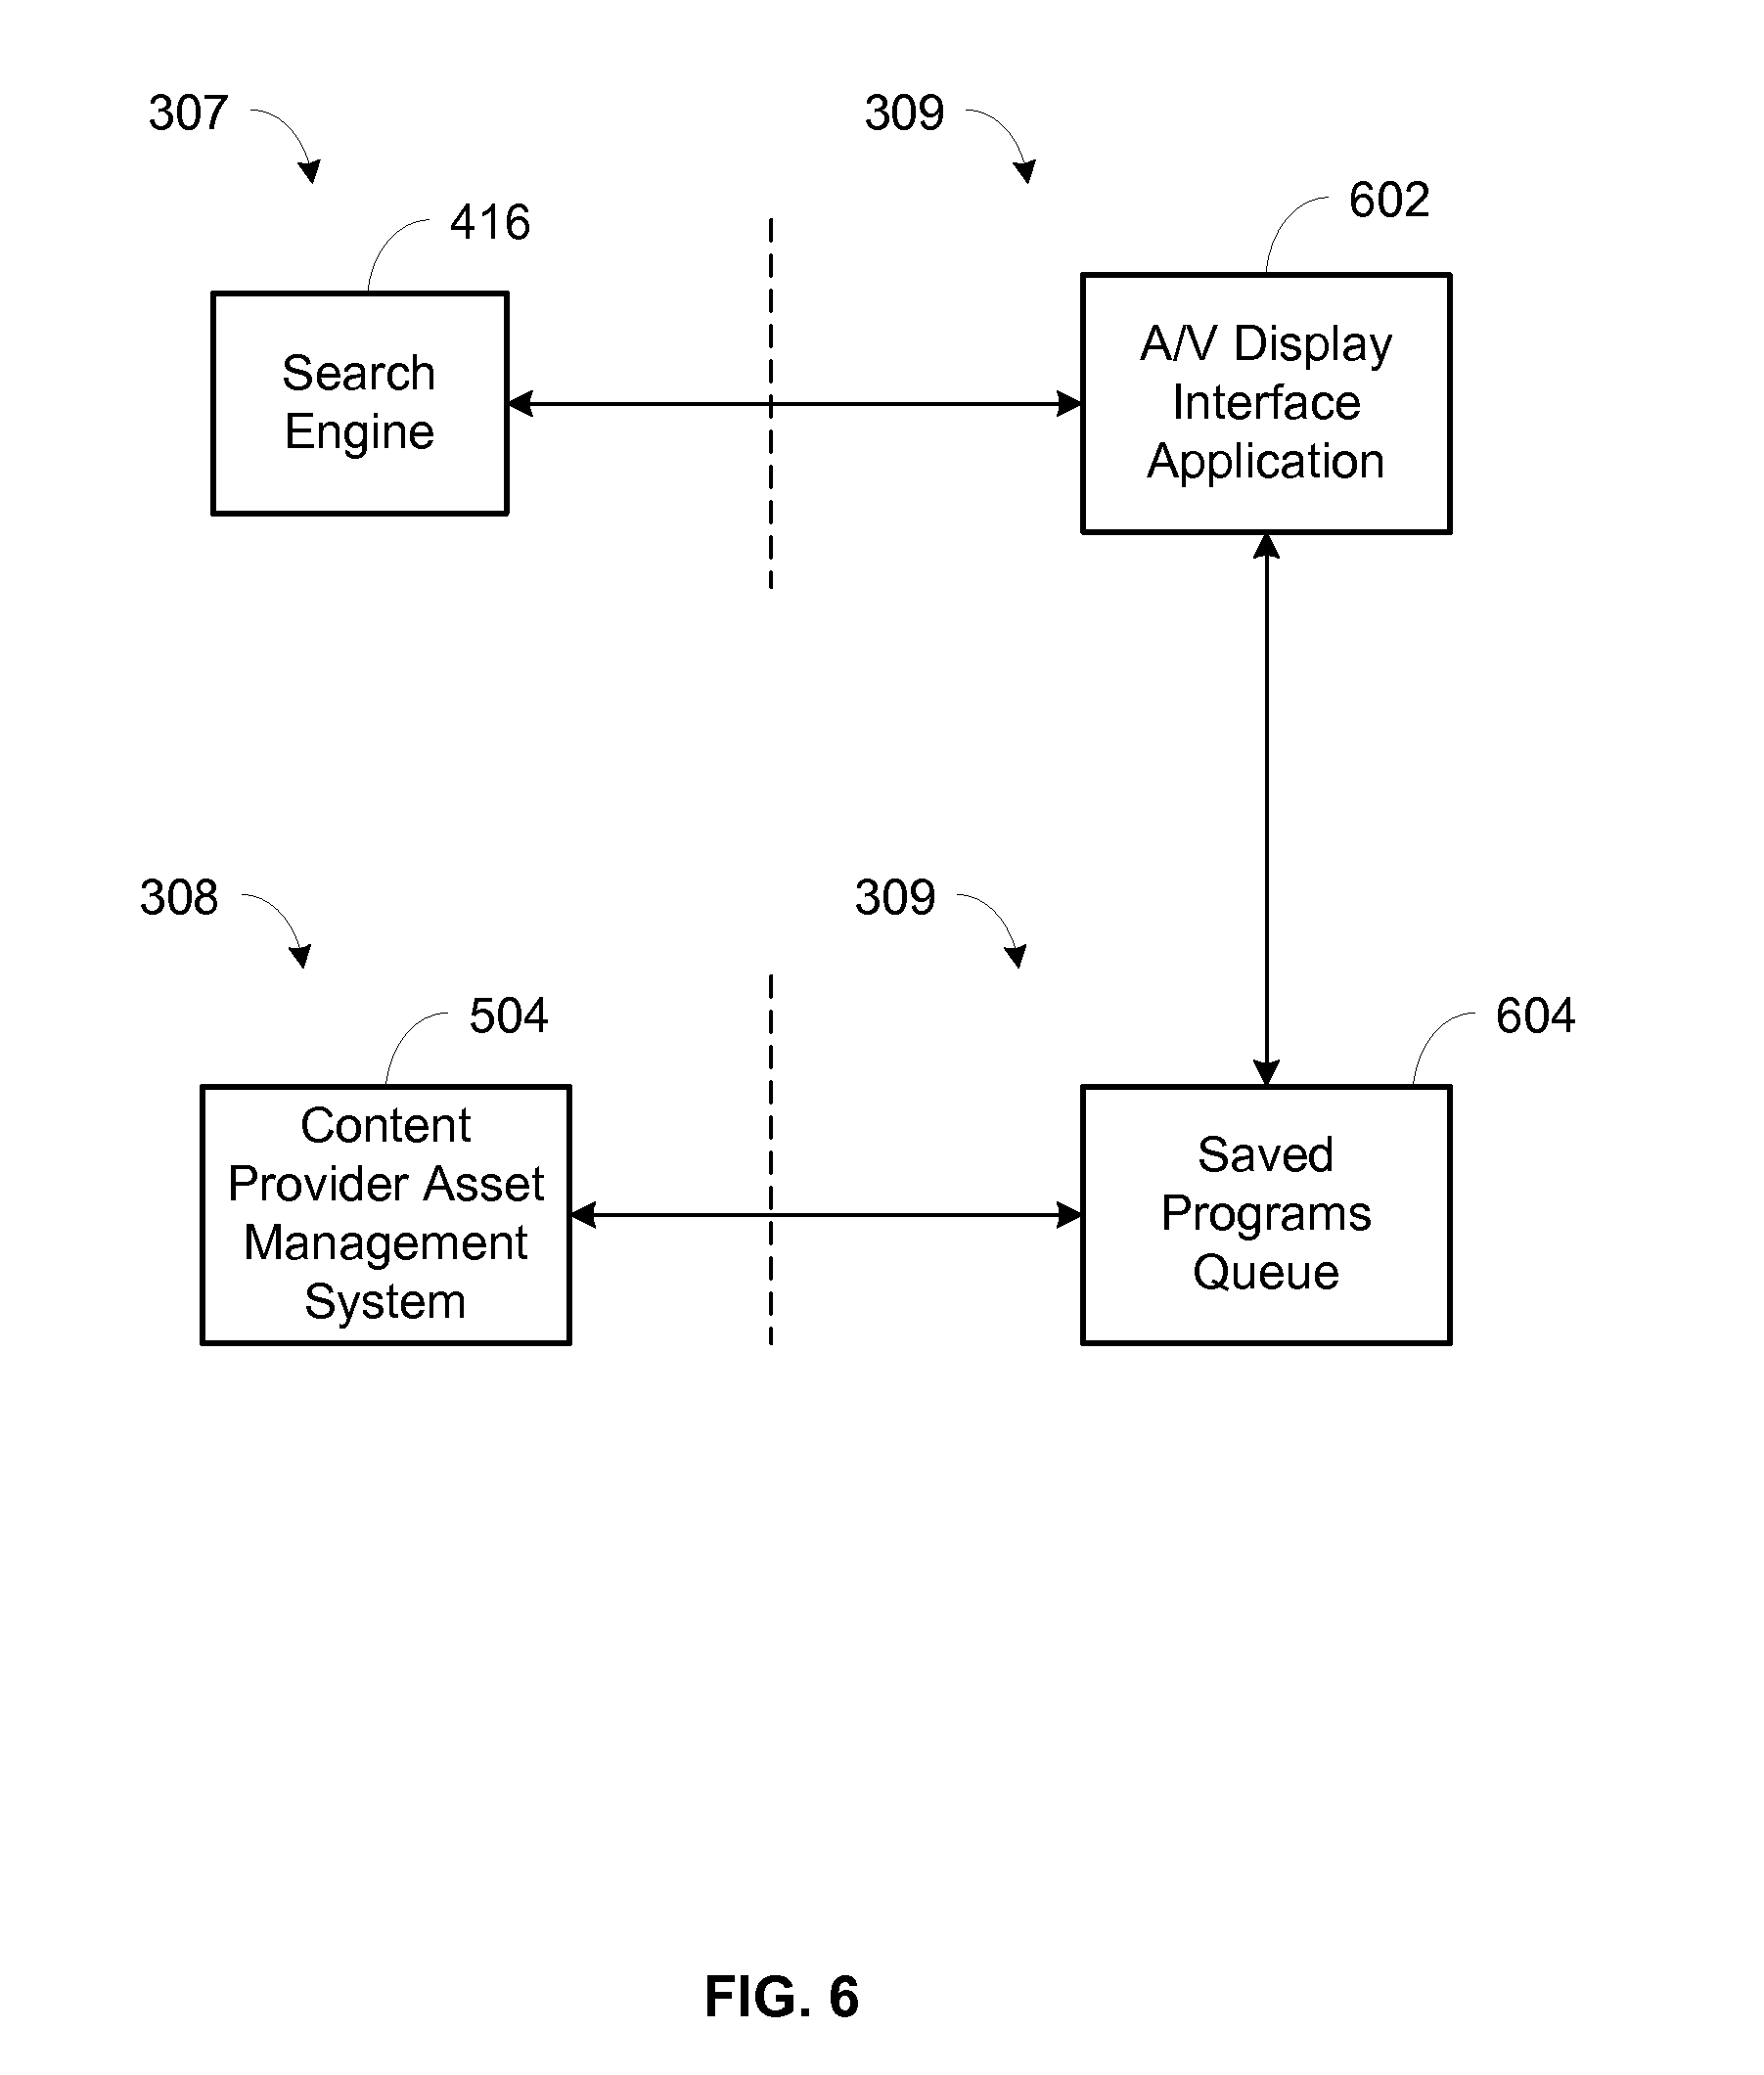 307
309
416
602
Search
Engine
A/V Display
Interface
Application
308
309
504
604
Content
Provider Asset
Management
System
Saved
Programs
Queue
FIG. 6